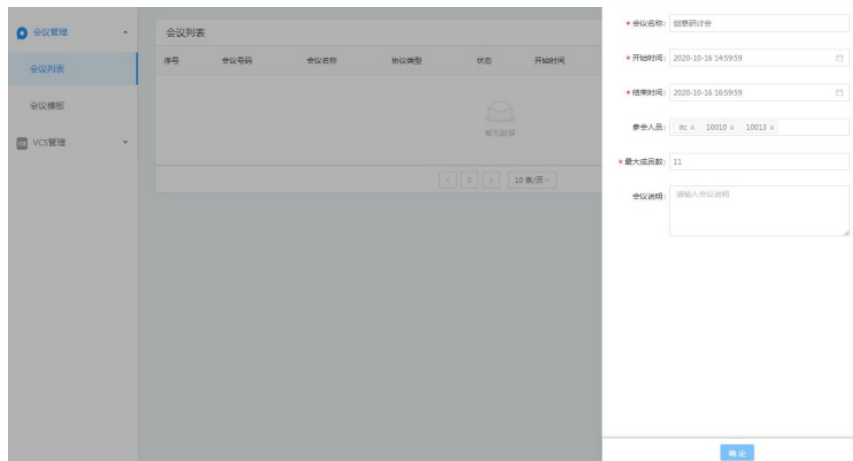 会议管理
会议列表
会议模板
VCS管理
会议列表
序号 会议号码 会议名称 协议类型 状态 开始时间
暂无数据
< 0 > 10 条/页
* 会议名称: 创意研讨会
* 开始时间: 2020-10-16 14:59:59
* 结束时间: 2020-10-16 16:59:59
参会人员: itc × 10010 × 10013 ×
* 最大成员数: 11
会议说明: 请输入会议说明
确 定